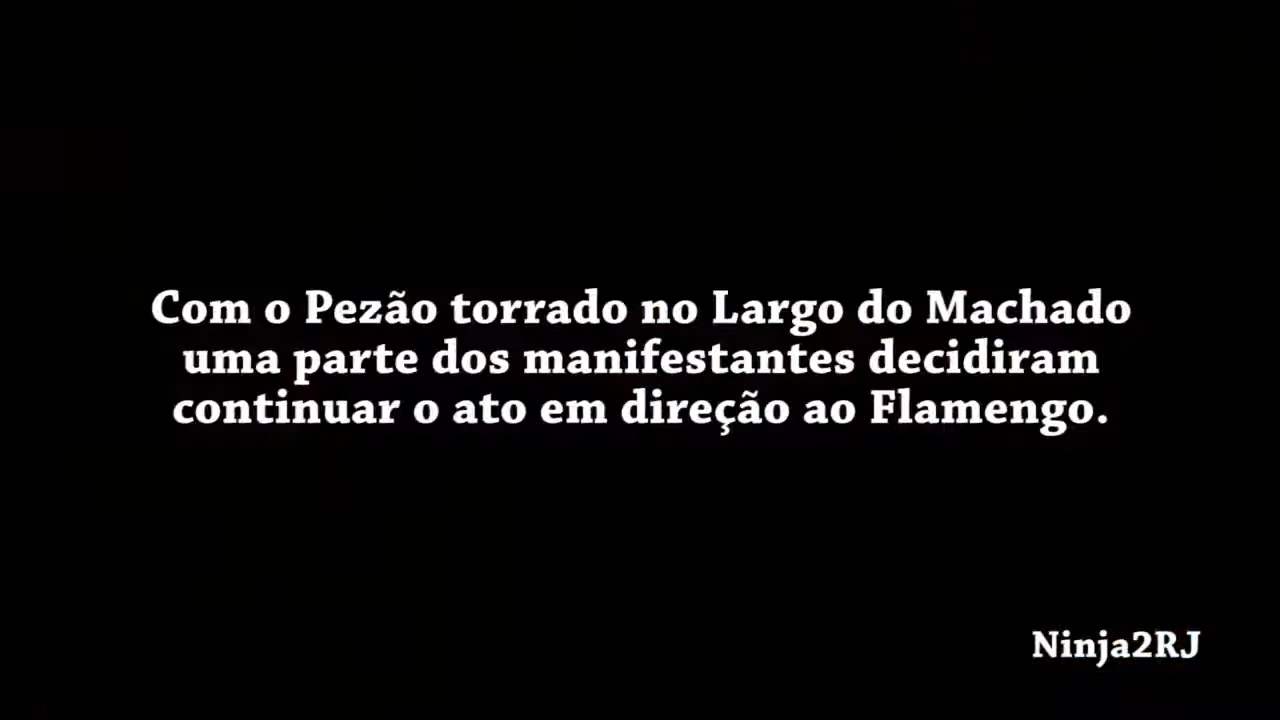 Com o Pezão torrado no Largo do Machado
uma parte dos manifestantes decidiram
continuar o ato em direção ao Flamengo.
Ninja2RJ